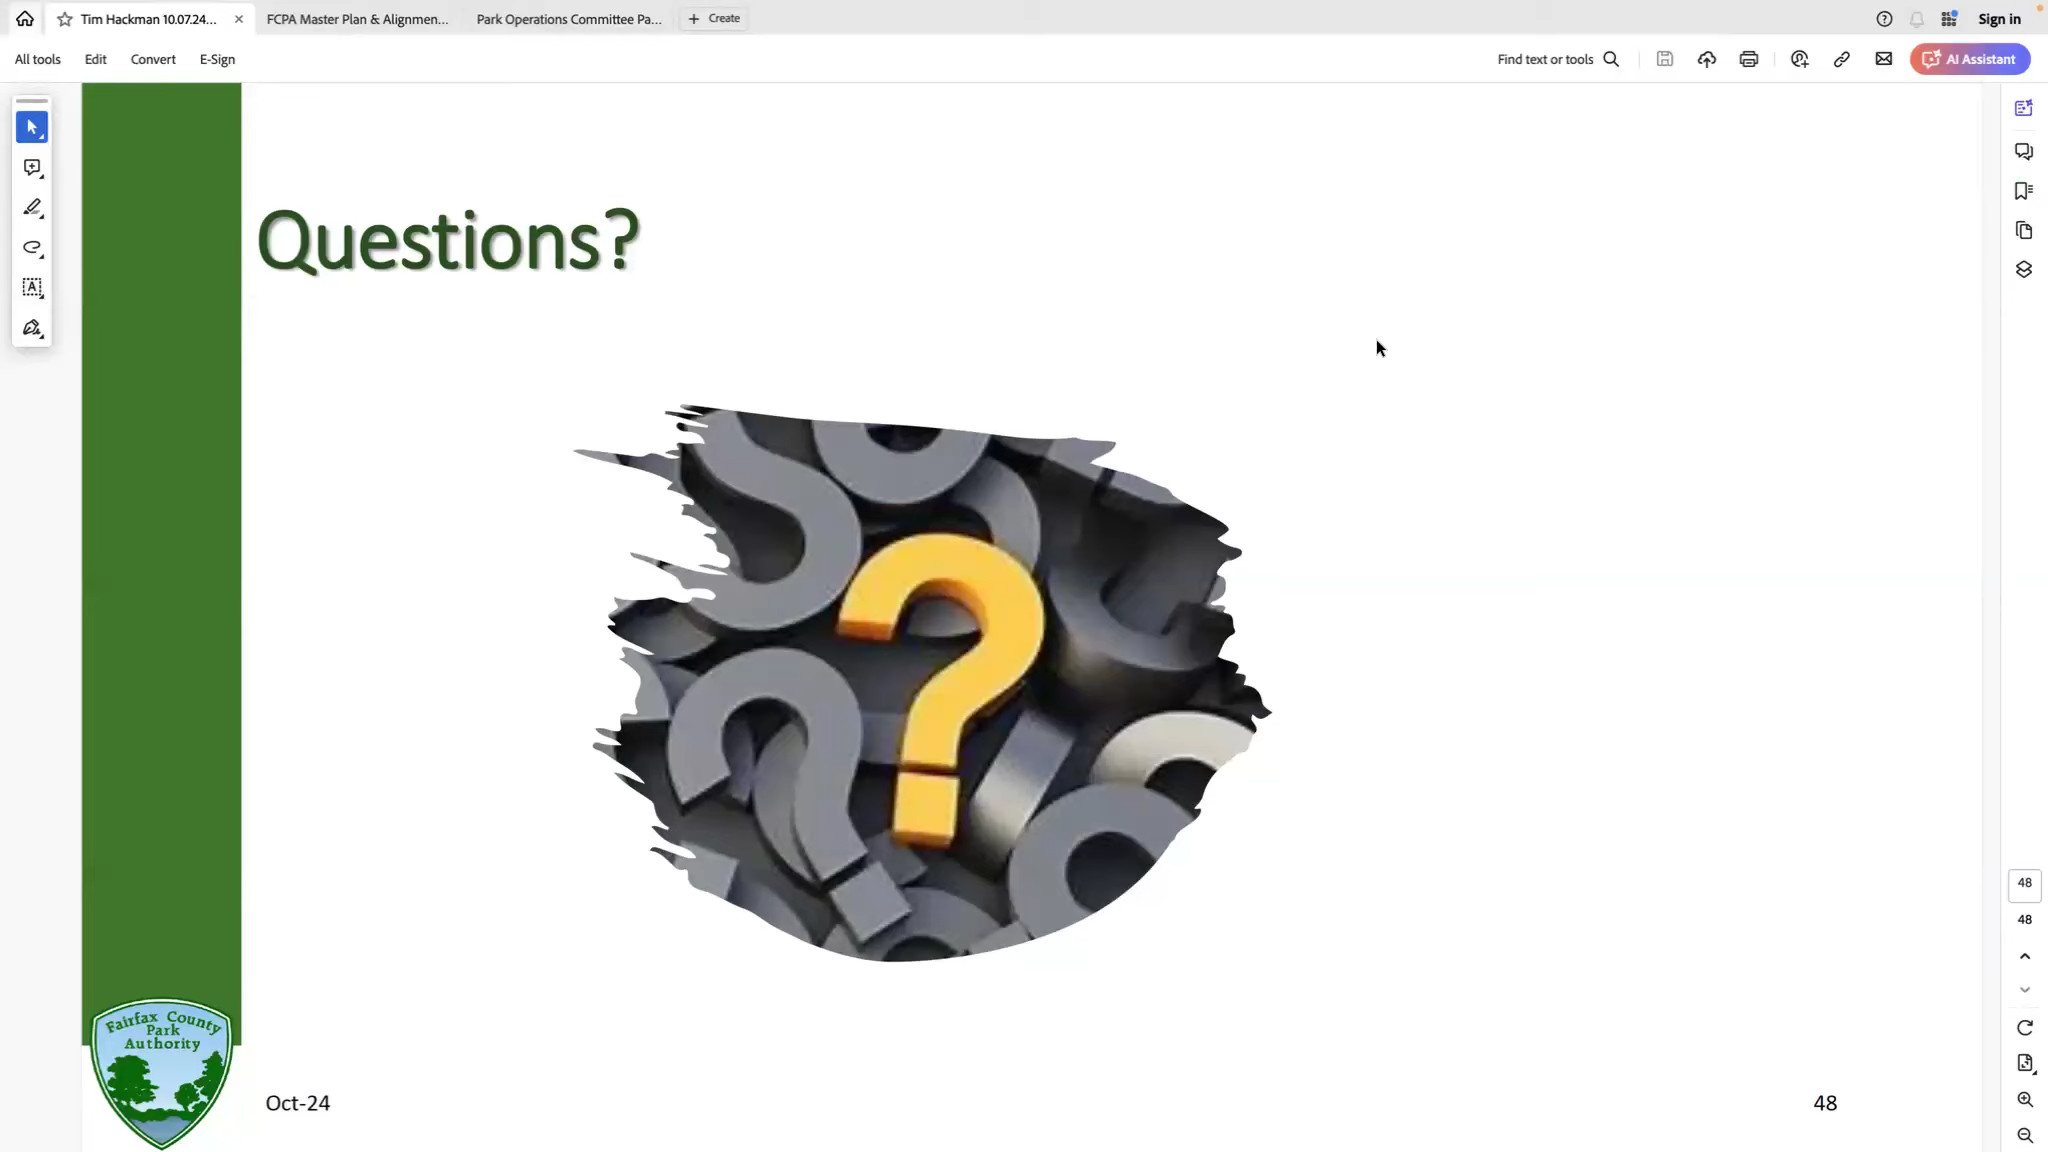 Tim Hackman 10.07.24...
FCPA Master Plan & Alignmen...
Park Operations Committee Pa...
Create
Sign in
All tools
Edit
Convert
E-Sign
Find text or tools
AI Assistant
Questions?
?
48
48
Fairfax County
Park
Authority
Oct-24
48